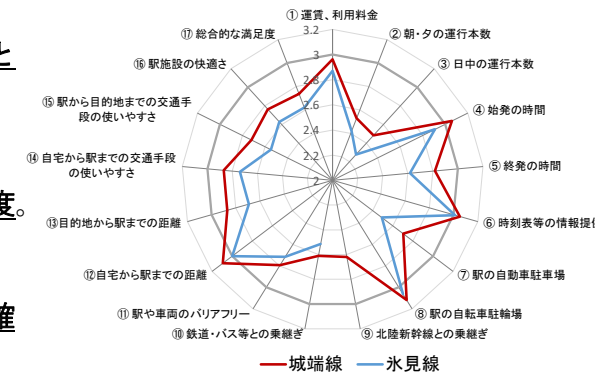 と
度。
確
① 運賃、利用料金
② 朝・夕の運行本数
③ 日中の運行本数
④ 始発の時間
⑤ 終発の時間
⑥ 時刻表等の情報提
⑦ 駅の自動車駐車場
⑧ 駅の自転車駐輪場
⑨ 北陸新幹線との乗継ぎ
⑩ 鉄道・バス等との乗継ぎ
⑪ 駅や車両のバリアフリー
⑫自宅から駅までの距離
⑬目的地から駅までの距離
⑭ 自宅から駅までの交通手段
の使いやすさ
⑮ 駅から目的地までの交通手
段の使いやすさ
⑯ 駅施設の快適さ
⑰ 総合的な満足度
3.2
3
2.8
2.6
2.4
2.2
2
城端線
氷見線